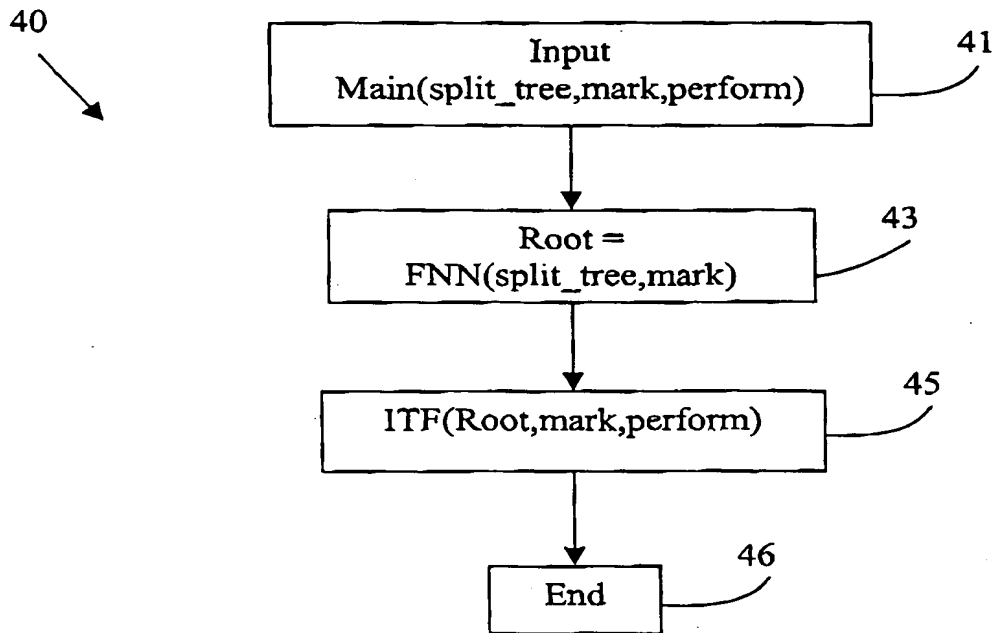 40
Input
Main(split_tree,mark,perform)
41
Root =
FNN(split_tree,mark)
43
ITF(Root,mark,perform)
45
End
46